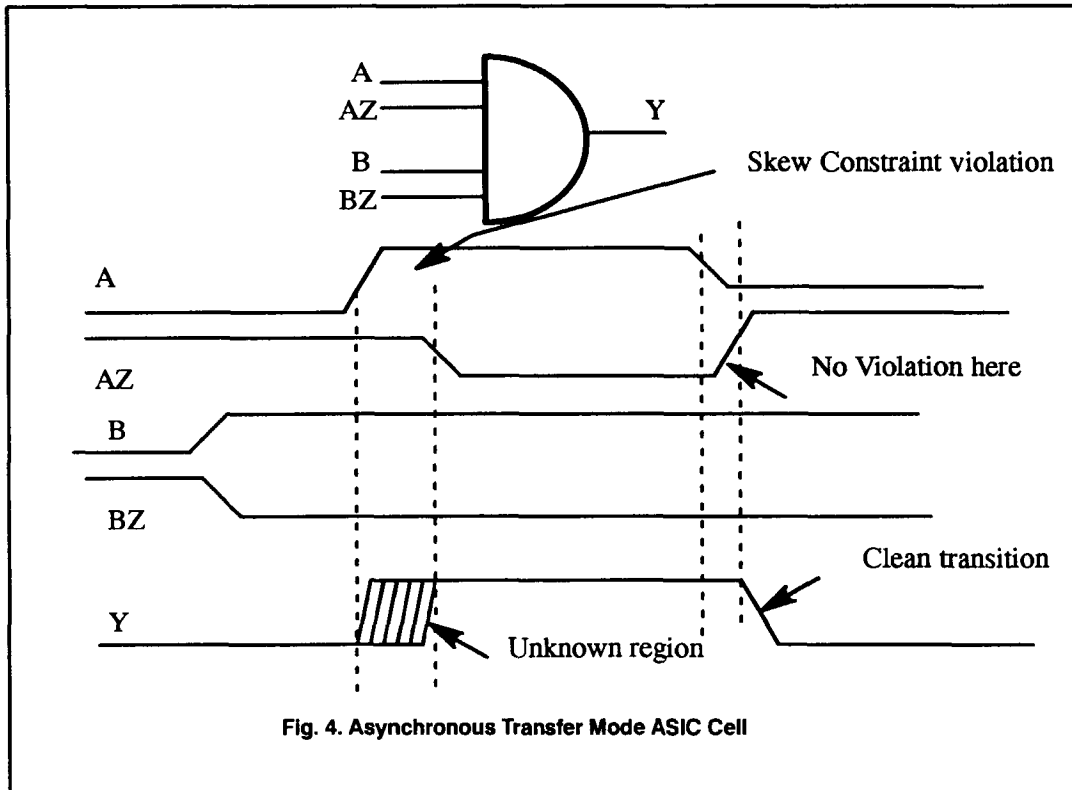 A
AZ
Y
B
BZ
Skew Constraint violation
A
AZ
No Violation here
B
BZ
Clean transition
Y
Unknown region
Fig. 4. Asynchronous Transfer Mode ASIC Cell